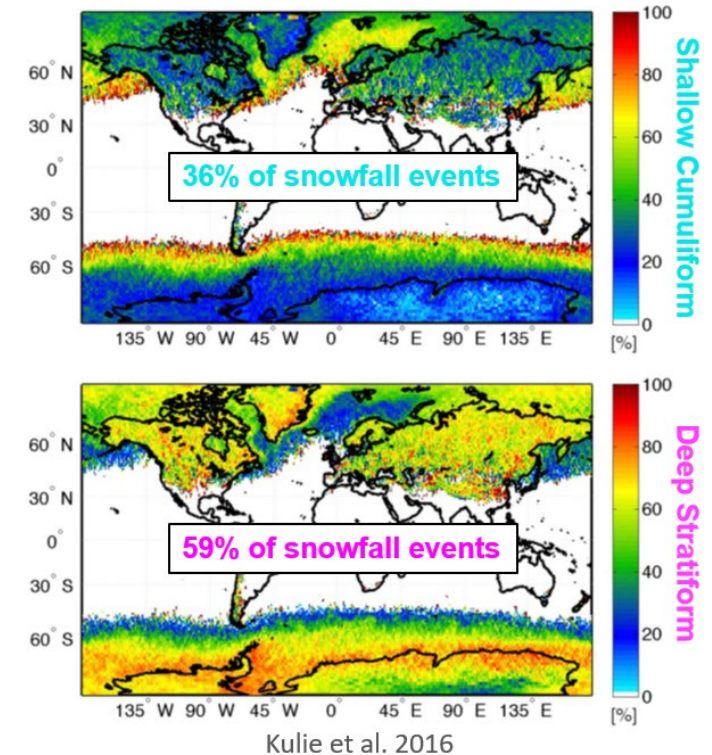 100
80
60
40
20
0
[%]
Shallow Cumuliform
60° N
30° N
0°
30° S
60° S
36% of snowfall events
135° W 90° W 45° W 0° 45° E 90° E 135° E
100
80
60
40
20
0
[%]
Deep Stratiform
60° N
30° N
0°
30° S
60° S
59% of snowfall events
135° W 90° W 45° W 0° 45° E 90° E 135° E
Kulie et al. 2016